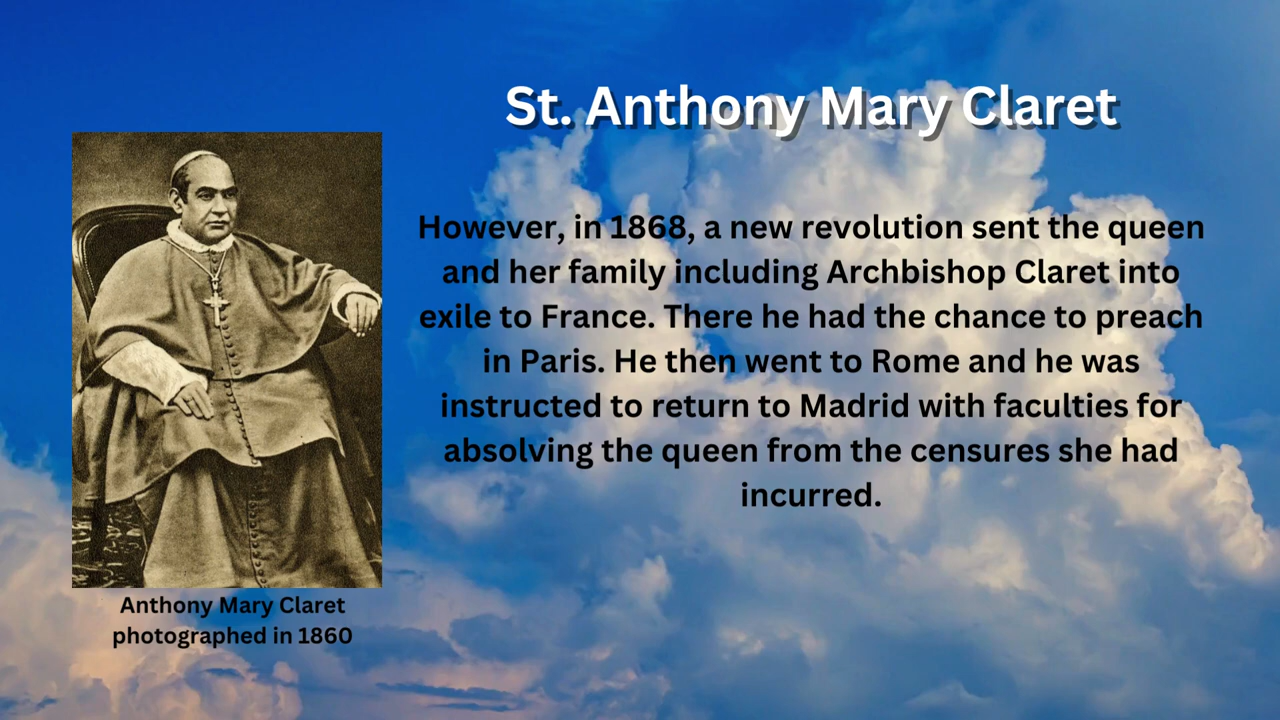 St. Anthony Mary Claret
However, in 1868, a new revolution sent the queen
and her family including Archbishop Claret into
exile to France. There he had the chance to preach
in Paris. He then went to Rome and he was
instructed to return to Madrid with faculties for
absolving the queen from the censures she had
incurred.
Anthony Mary Claret
photographed in 1860